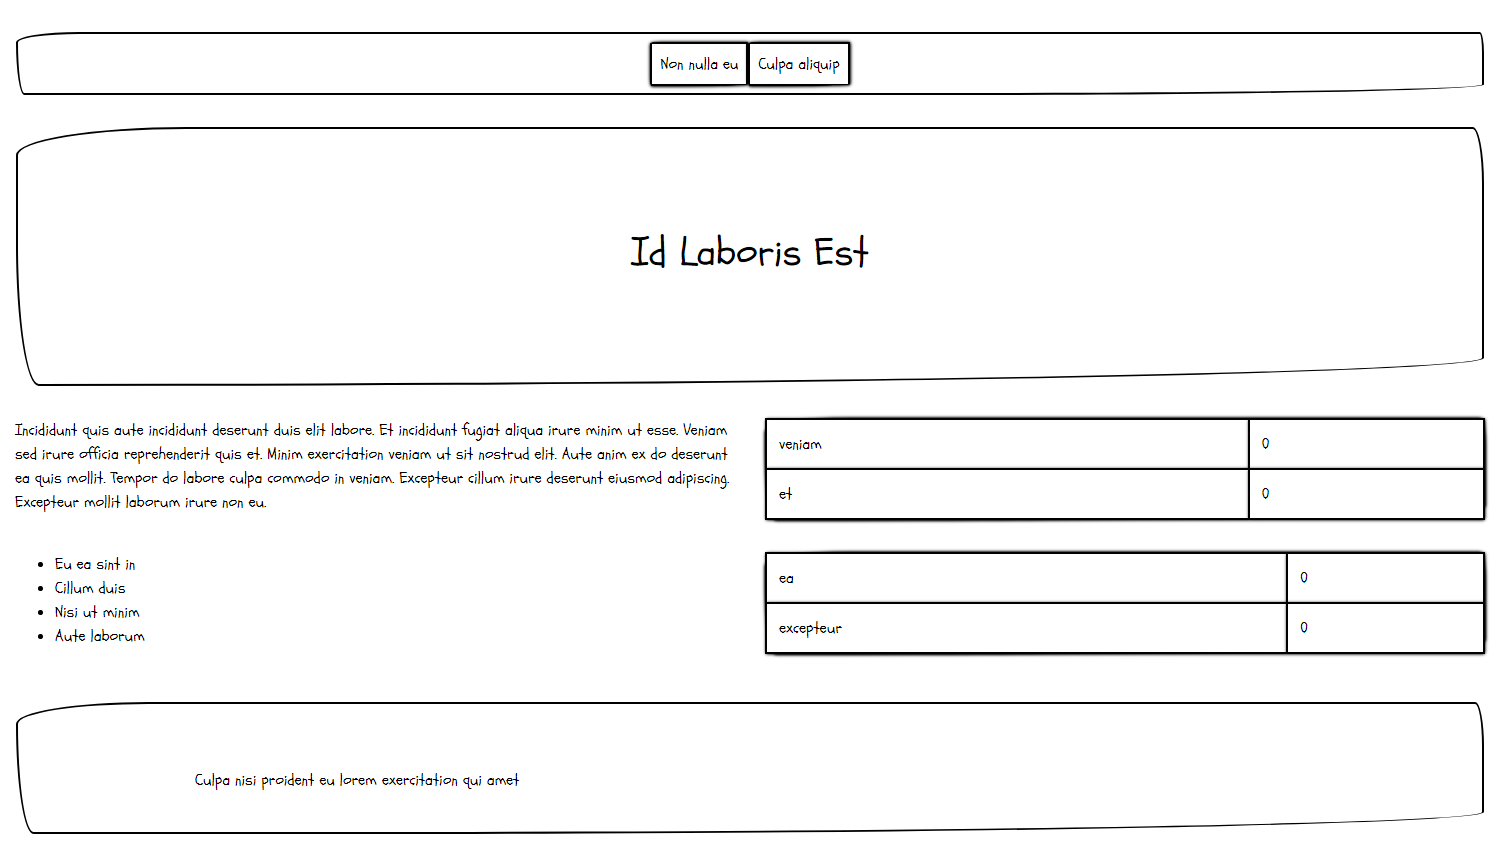 Non nulla eu
Culpa aliquip
Id Laboris Est
Incididunt quis aute incididunt deserunt duis elit labore. Et incididunt fugiat aliqua irure minim ut esse. Veniam
sed irure officia reprehenderit quis et. Minim exercitation veniam ut sit nostrud elit. Aute anim ex do deserunt
ea quis mollit. Tempor do labore culpa commodo in veniam. Excepteur cillum irure deserunt eiusmod adipiscing.
Excepteur mollit laborum irure non eu.
veniam 0
et 0
Eu ea sint in
Cillum duis
Nisi ut minim
Aute laborum
ea 0
excepteur 0
Culpa nisi proident eu lorem exercitation qui amet